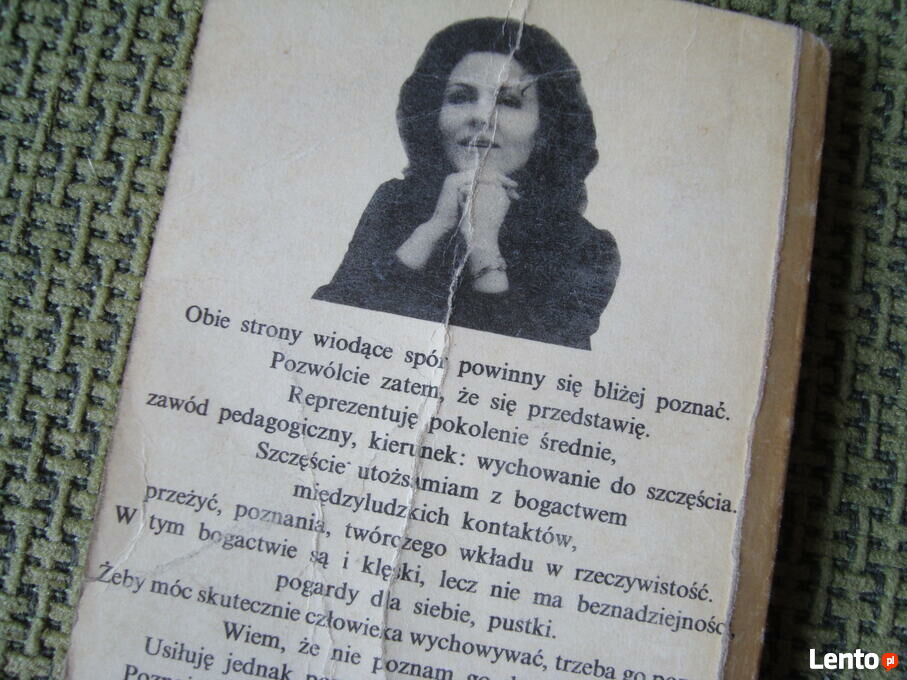 Obie strony wiodące spór powinny się bliżej poznać.
Pozwólcie zatem, że się przedstawię.
Reprezentuję pokolenie średnie,
zawód pedagogiczny, kierunek: wychowanie do szczęścia.
Szczęście utożsamiam z bogactwem
międzyludzkich kontaktów,
przeżyć, poznania, twórczego wkładu w rzeczywistość.
W tym bogactwie są i klęski, lecz nie ma beznadziejności,
pogardy dla siebie, pustki.
Żeby móc skutecznie człowieka wychowywać, trzeba go
Wiem, że nie poznam
Usiłuję jednak
Lento pl